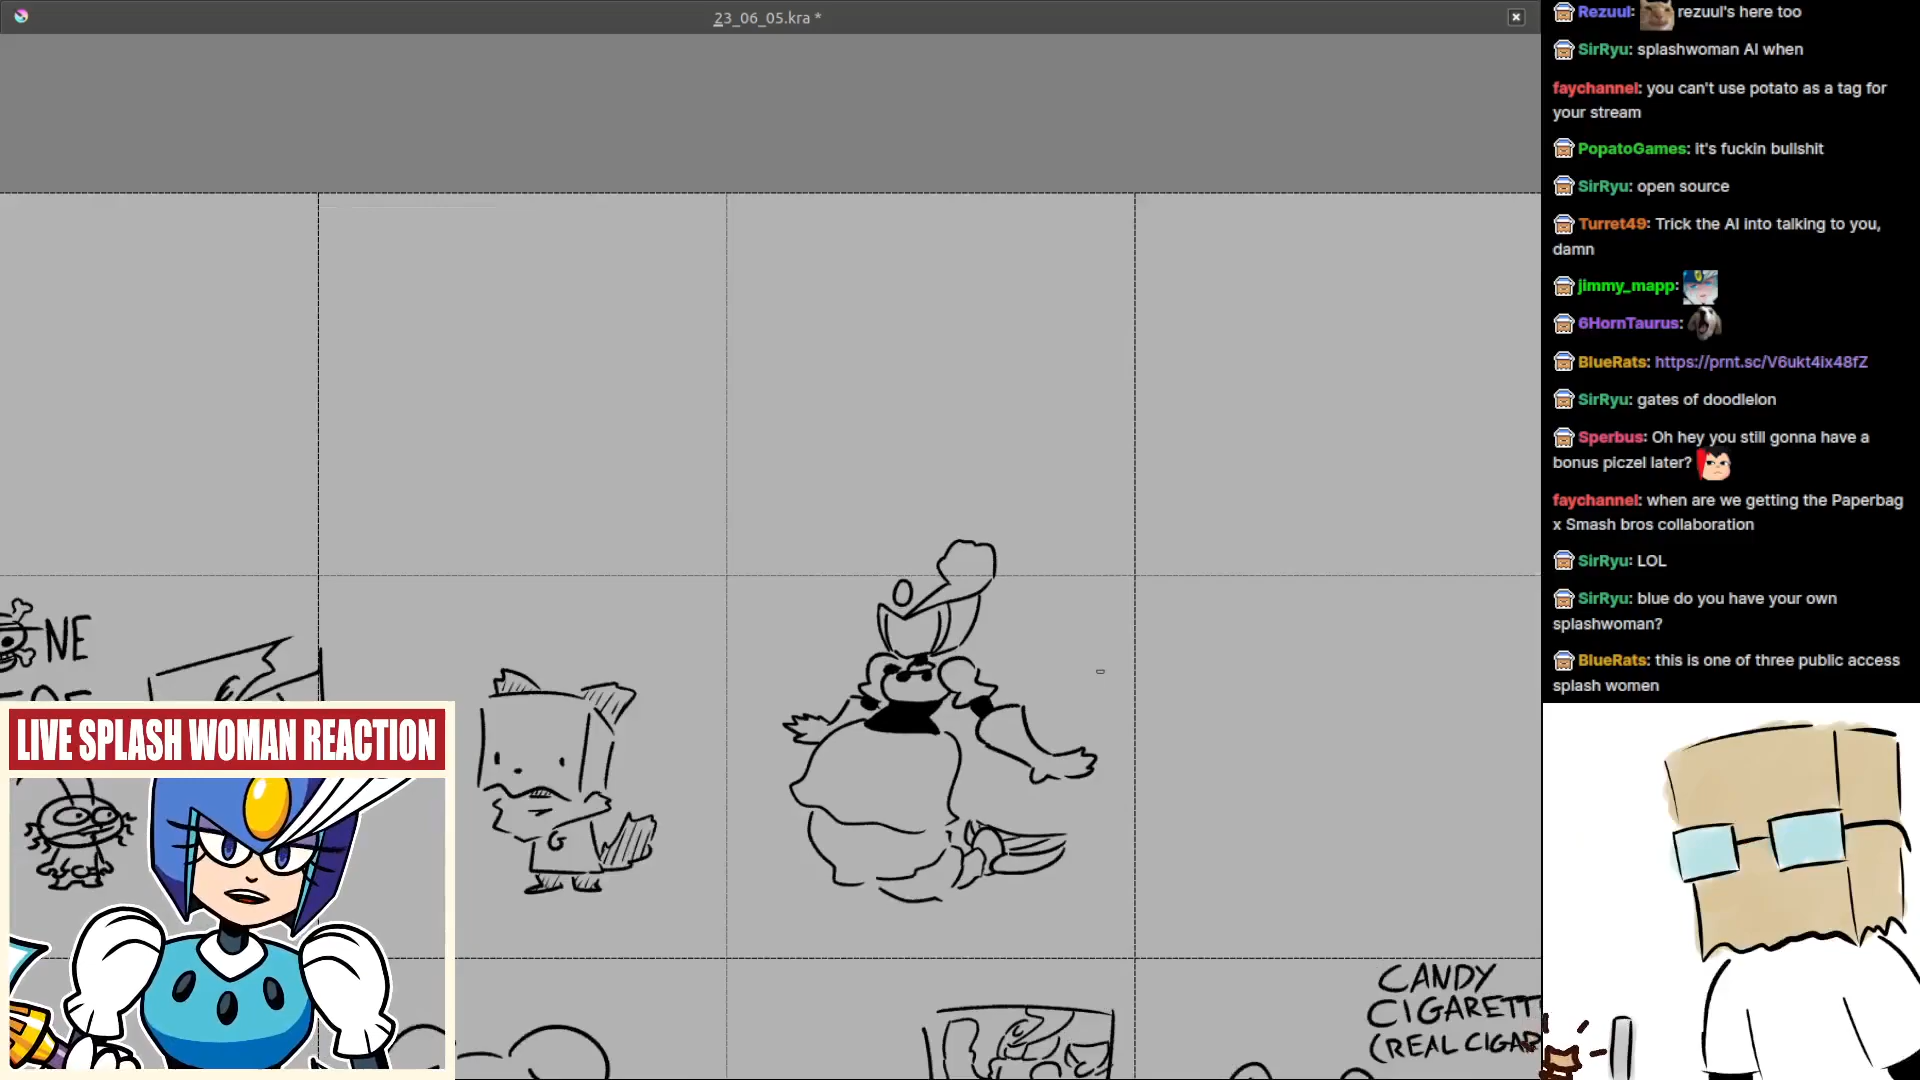 23_06_05.kra *
Rezuul: rezuul's here too
SirRyu: splashwoman AI when
faychannel: you can't use potato as a tag for
your stream
PopatoGames: it's fuckin bullshit
SirRyu: open source
Turret49: Trick the AI into talking to you,
damn
jimmy_mapp:
6HornTaurus:
BlueRats: https://prnt.sc/V6ukt4ix48fZ
SirRyu: gates of doodlelon
Sperbus: Oh hey you still gonna have a
bonus piczel later?
faychannel: when are we getting the Paperbag
x Smash bros collaboration
SirRyu: LOL
SirRyu: blue do you have your own
splashwoman?
BlueRats: this is one of three public access
splash women
NE
LIVE SPLASH WOMAN REACTION
G
CANDY
CIGARETT
(REAL CIGAR